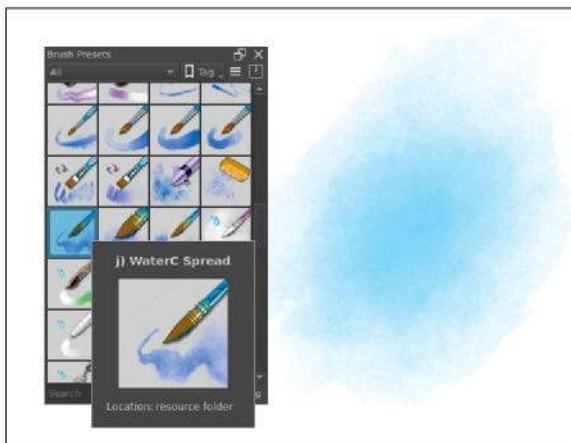 Brush Presets
All
Tag
j) WaterC Spread
Location: resource folder
Search